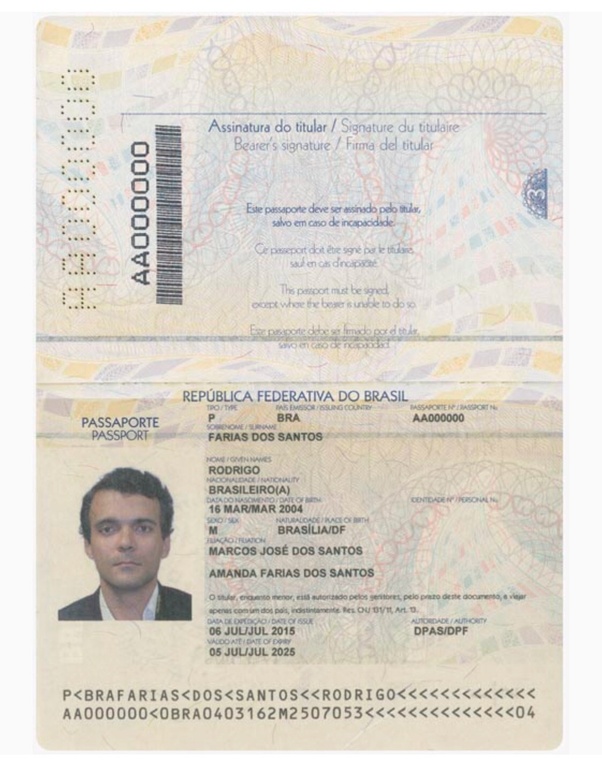 AA000000
AA000000
Assinatura do titular / Signature du titulaire
Bearer's signature / Firma del titular
3
Este passaporte deve ser assinado pelo titular,
salvo em caso de incapacidade.
Ce passeport doit être signé par le titulaire,
sauf en cas d'incapacité.
This passport must be signed,
except where the bearer is unable to do so.
Este pasaporte debe ser firmado por el titular,
salvo en caso de incapacidad.
REPÚBLICA FEDERATIVA DO BRASIL
PASSAPORTE
PASSPORT
TIPO / TYPE PAÍS EMISSOR / ISSUING COUNTRY PASSAPORTE Nº / PASSPORT No.
P BRA AA000000
SOBRENOME / SURNAME
FARIAS DOS SANTOS
NOME / GIVEN NAMES
RODRIGO
NACIONALIDADE / NATIONALITY
BRASILEIRO(A)
DATA DO NASCIMENTO / DATE OF BIRTH IDENTIDADE Nº / PERSONAL No.
16 MAR/MAR 2004
SEXO / SEX NATURALIDADE / PLACE OF BIRTH
M BRASÍLIA/DF
FILIAÇÃO / FILIATION
MARCOS JOSÉ DOS SANTOS
AMANDA FARIAS DOS SANTOS
O titular, enquanto menor, está autorizado pelos genitores, pelo prazo deste documento, a viajar
apenas com um dos pais, indistintamente. Res. CNJ 131/11, Art. 13.
DATA DE EXPEDIÇÃO / DATE OF ISSUE AUTORIDADE / AUTHORITY
06 JUL/JUL 2015 DPAS/DPF
VÁLIDO ATÉ / DATE OF EXPIRY
05 JUL/JUL 2025
P<BRAFARIAS<DOS<SANTOS<<RODRIGO<<<<<<<<<<<<<
AA000000<0BRA0403162M2507053<<<<<<<<<<<<<<04